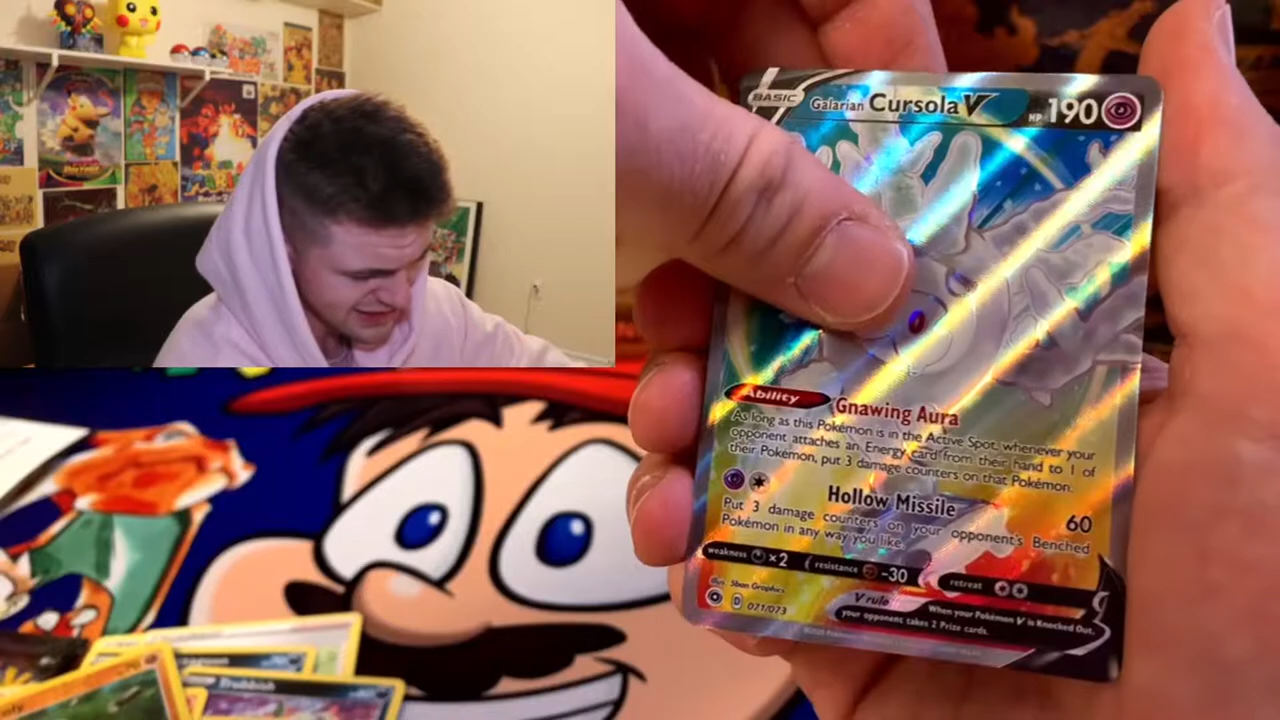 BASIC
Galarian Cursola V
HP 190
Ability
Gnawing Aura
As long as this Pokémon is in the Active Spot, whenever your
opponent attaches an Energy card from their hand to 1 of
their Pokémon, put 3 damage counters on that Pokémon.
Hollow Missile
60
Put 3 damage counters on your opponent's Benched
Pokémon in any way you like.
weakness ×2
resistance -30
retreat
Illus. 5ban Graphics
D 071/073
V rule
When your Pokémon V is Knocked Out,
your opponent takes 2 Prize cards.
Trubbish